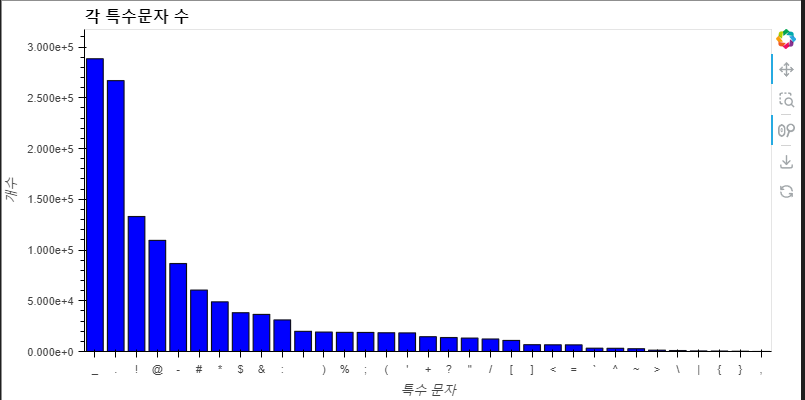 각 특수문자 수
3.000e+5
2.500e+5
2.000e+5
1.500e+5
1.000e+5
5.000e+4
0.000e+0
개수
_ . ! @ - # * $ & : ) % ; ( ' + ? " / [ ] < = ` ^ ~ > \ | { } ,
특수 문자